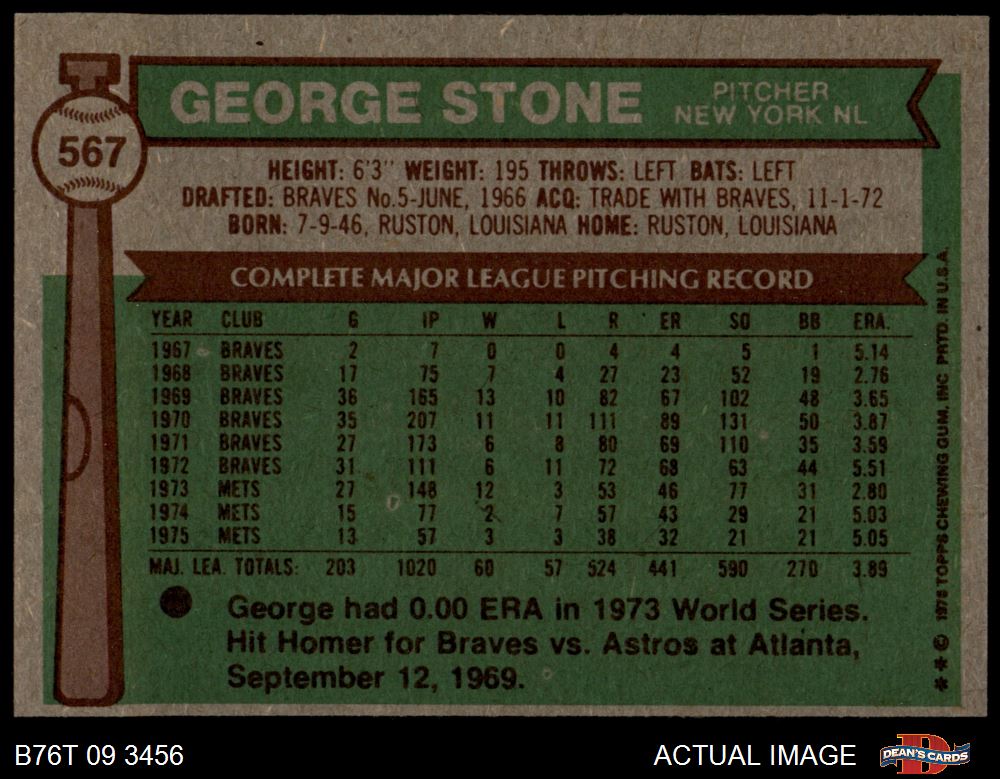 567
GEORGE STONE
PITCHER
NEW YORK NL
HEIGHT: 6'3" WEIGHT: 195 THROWS: LEFT BATS: LEFT
DRAFTED: BRAVES No.5-JUNE, 1966 ACQ: TRADE WITH BRAVES, 11-1-72
BORN: 7-9-46, RUSTON, LOUISIANA HOME: RUSTON, LOUISIANA
COMPLETE MAJOR LEAGUE PITCHING RECORD
YEAR CLUB G IP W L R ER SO BB ERA.
1967 BRAVES 2 7 0 0 4 4 5 1 5.14
1968 BRAVES 17 75 7 4 27 23 52 19 2.76
1969 BRAVES 36 165 13 10 82 67 102 48 3.65
1970 BRAVES 35 207 11 11 111 89 131 50 3.87
1971 BRAVES 27 173 6 8 80 69 110 35 3.59
1972 BRAVES 31 111 6 11 72 68 63 44 5.51
1973 METS 27 148 12 3 53 46 77 31 2.80
1974 METS 15 77 2 7 57 43 29 21 5.03
1975 METS 13 57 3 3 38 32 21 21 5.05
MAJ. LEA. TOTALS: 203 1020 60 57 524 441 590 270 3.89
George had 0.00 ERA in 1973 World Series.
Hit Homer for Braves vs. Astros at Atlanta,
September 12, 1969.
* * © 1976 TOPPS CHEWING GUM, INC PRTD. IN U.S.A.
B76T 09 3456
ACTUAL IMAGE
D
DEAN'S CARDS